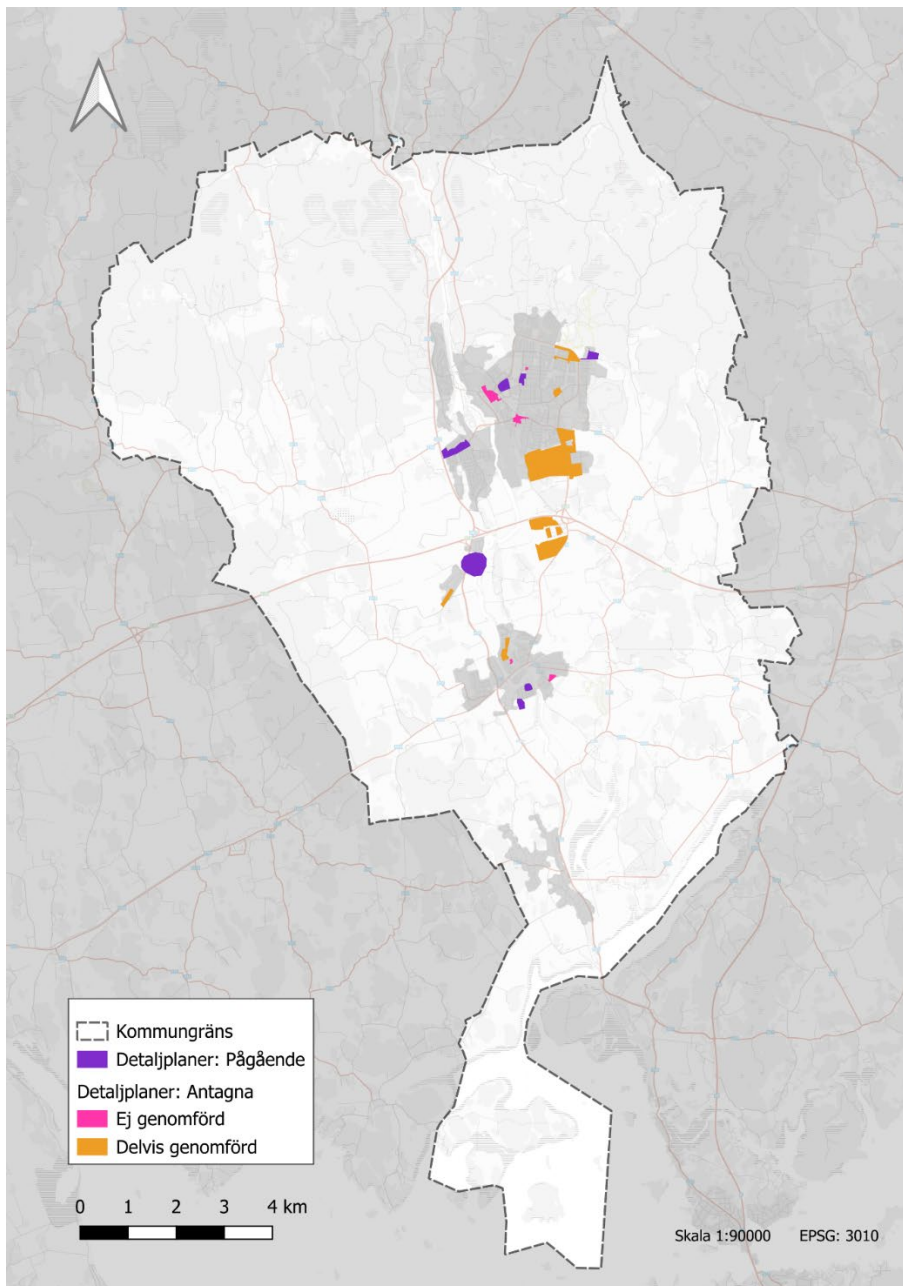 Kommungräns
Detaljplaner: Pågående
Detaljplaner: Antagna
Ej genomförd
Delvis genomförd
0 1 2 3 4 km
Skala 1:90000 EPSG: 3010